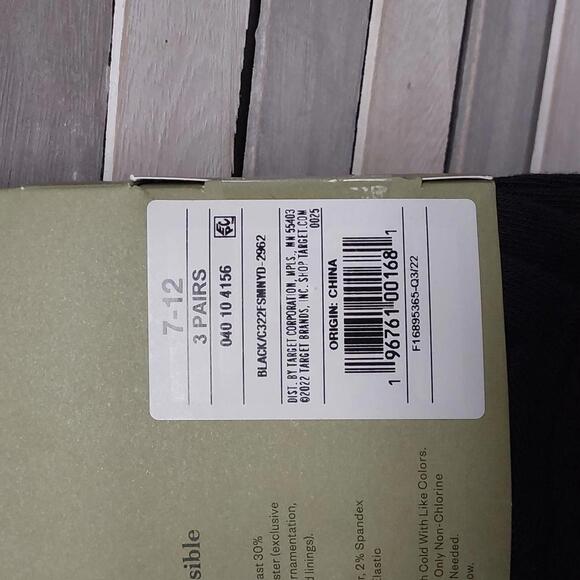 7-12
3 PAIRS
040 10 4156
BLACK/C322FSIMNYD-2962
DIST. BY TARGET CORPORATION, MPLS., MN 55403
©2022 TARGET BRANDS, INC. SHOP TARGET.COM
0025
ORIGIN: CHINA
1 96761 00168 1
F16895365-Q3/22
sible
ast 30%
ster (exclusive
rnamentation,
d linings).
r, 2% Spandex
Elastic
h Cold With Like Colors.
Only Non-Chlorine
Needed.
ow.